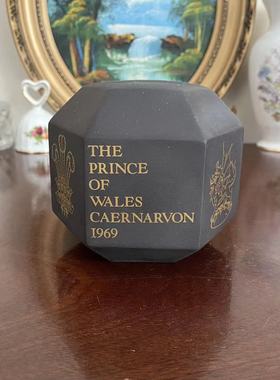 THE
PRINCE
OF
WALES
CAERNARVON
1969